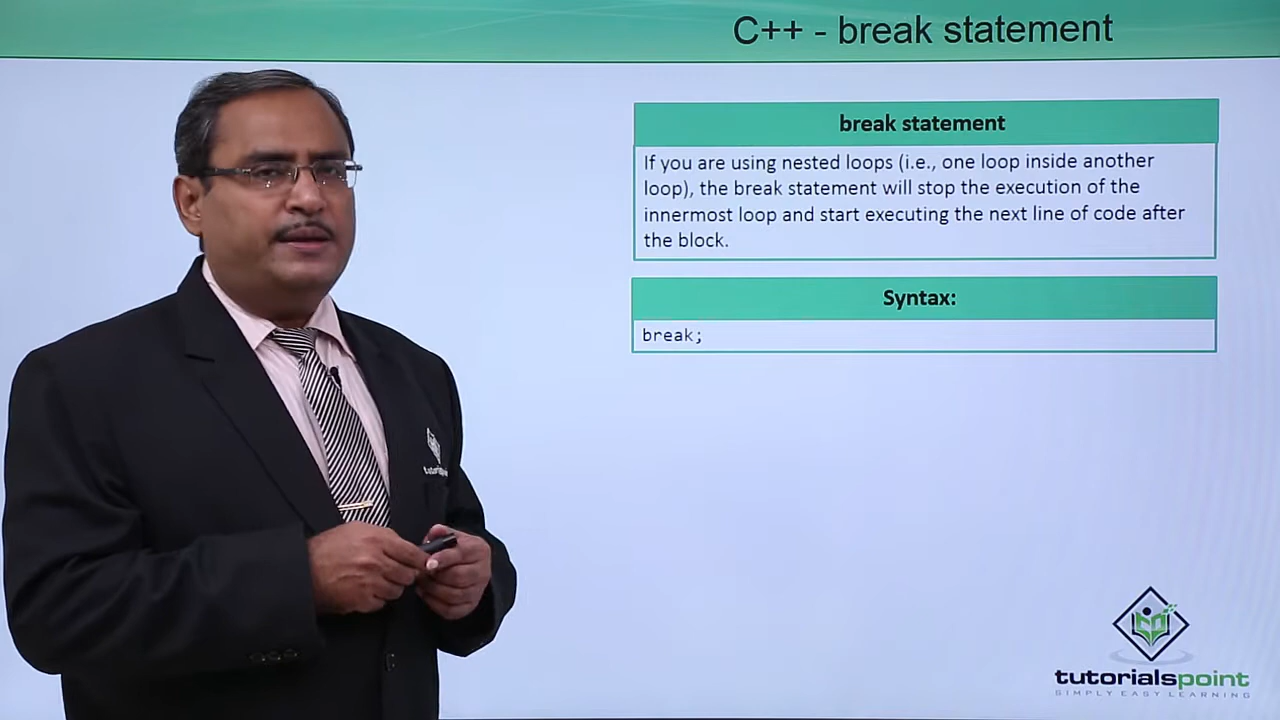 C++ - break statement
break statement
If you are using nested loops (i.e., one loop inside another
loop), the break statement will stop the execution of the
innermost loop and start executing the next line of code after
the block.
Syntax:
break;
tutorialspoint
SIMPLY EASY LEARNING